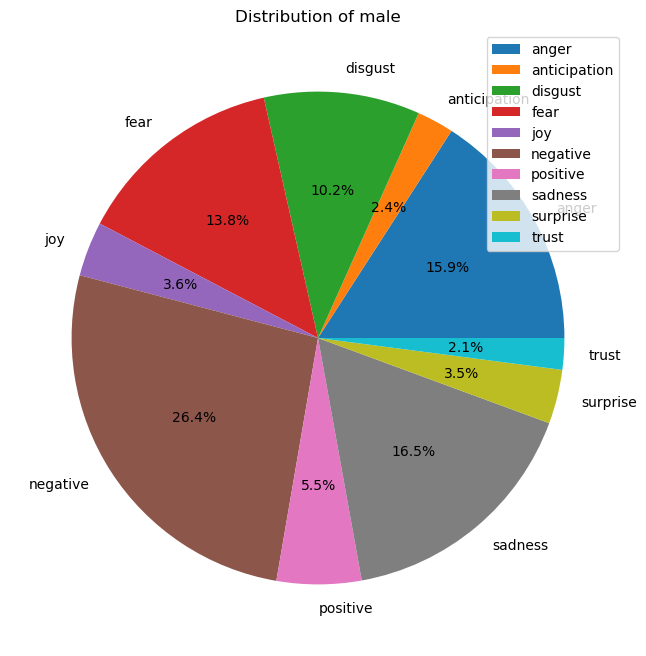 Distribution of male
anger
anticipation
disgust
fear
joy
negative
positive
sadness
surprise
trust
disgust
anticipation
fear
anger
joy
negative
positive
sadness
surprise
trust
10.2%
2.4%
13.8%
15.9%
3.6%
2.1%
3.5%
26.4%
16.5%
5.5%